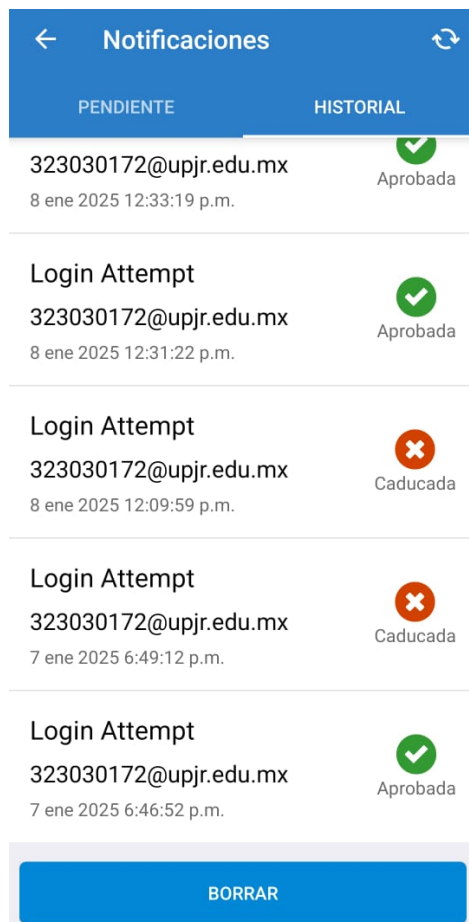 Notificaciones
PENDIENTE
HISTORIAL
323030172@upjr.edu.mx
Aprobada
8 ene 2025 12:33:19 p.m.
Login Attempt
323030172@upjr.edu.mx
Aprobada
8 ene 2025 12:31:22 p.m.
Login Attempt
323030172@upjr.edu.mx
Caducada
8 ene 2025 12:09:59 p.m.
Login Attempt
323030172@upjr.edu.mx
Caducada
7 ene 2025 6:49:12 p.m.
Login Attempt
323030172@upjr.edu.mx
Aprobada
7 ene 2025 6:46:52 p.m.
BORRAR